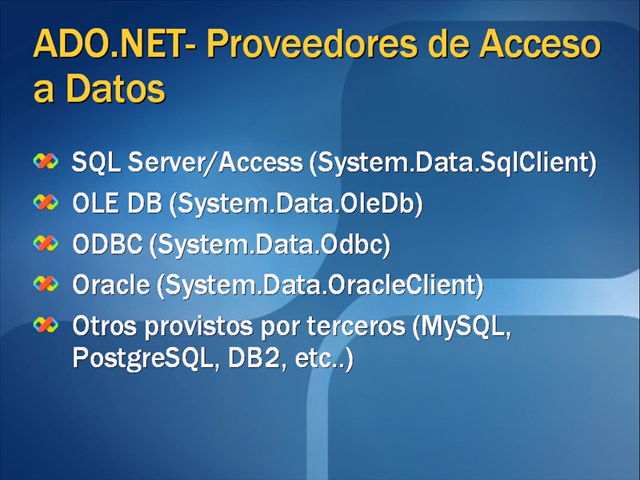 ADO.NET- Proveedores de Acceso
a Datos
SQL Server/Access (System.Data.SqlClient)
OLE DB (System.Data.OleDb)
ODBC (System.Data.Odbc)
Oracle (System.Data.OracleClient)
Otros provistos por terceros (MySQL,
PostgreSQL, DB2, etc..)